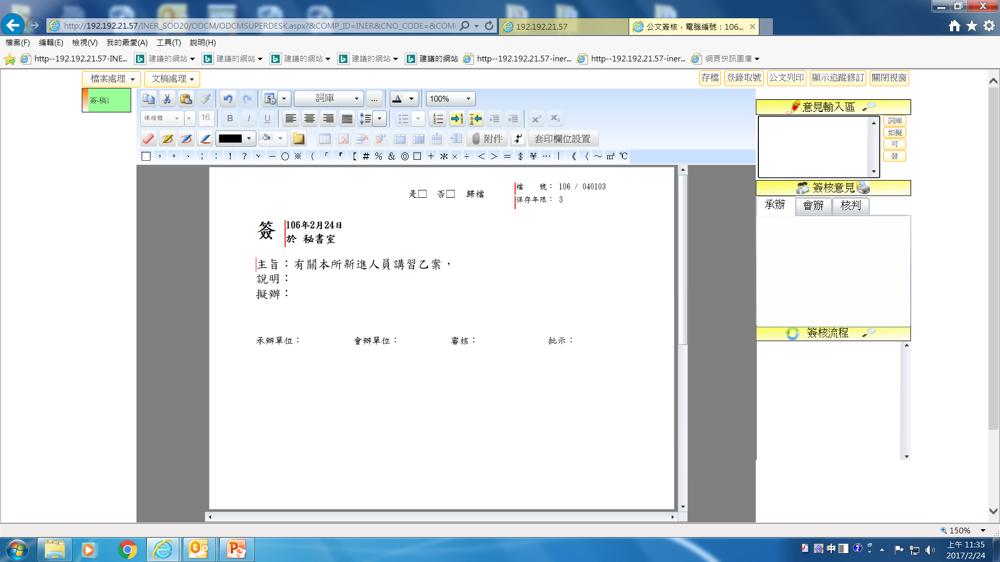 http://192.192.21.57/INER_SOD20/ODCM/ODCMSUPERDESK.aspx?&COMP_ID=INER&CNO_CODE=&COMI
192.192.21.57
公文簽核，電腦編號：106...
檔案(F) 編輯(E) 檢視(V) 我的最愛(A) 工具(T) 說明(H)
http--192.192.21.57-INE... 建議的網站 建議的網站 建議的網站 建議的網站 建議的網站 http--192.192.21.57-iner... http--192.192.21.57-iner... 網頁快訊圖庫
檔案處理 文稿處理 存檔 登錄取號 公文列印 顯示追蹤修訂 關閉視窗
簽-稿1
詞庫 ... A 100%
標楷體 16 B I U
附件 套印欄位設置
□ ， 。 、 ； ： ！ ？ ˇ － ○ ※ （ 「 『 【 # % & ◎ □ + * × ÷ < > = $ ¥ … | 《 〈 ～ ㎡ ℃
是□ 否□ 歸檔
檔 號： 106 / 040103
保存年限： 3
簽 106年2月24日
於 秘書室
主旨：有關本所新進人員講習乙案，
說明：
擬辦：
承辦單位： 會辦單位： 審核： 批示：
意見輸入區
詞庫
如擬
可
發
簽核意見
承辦 會辦 核判
簽核流程
150%
中
上午 11:35
2017/2/24